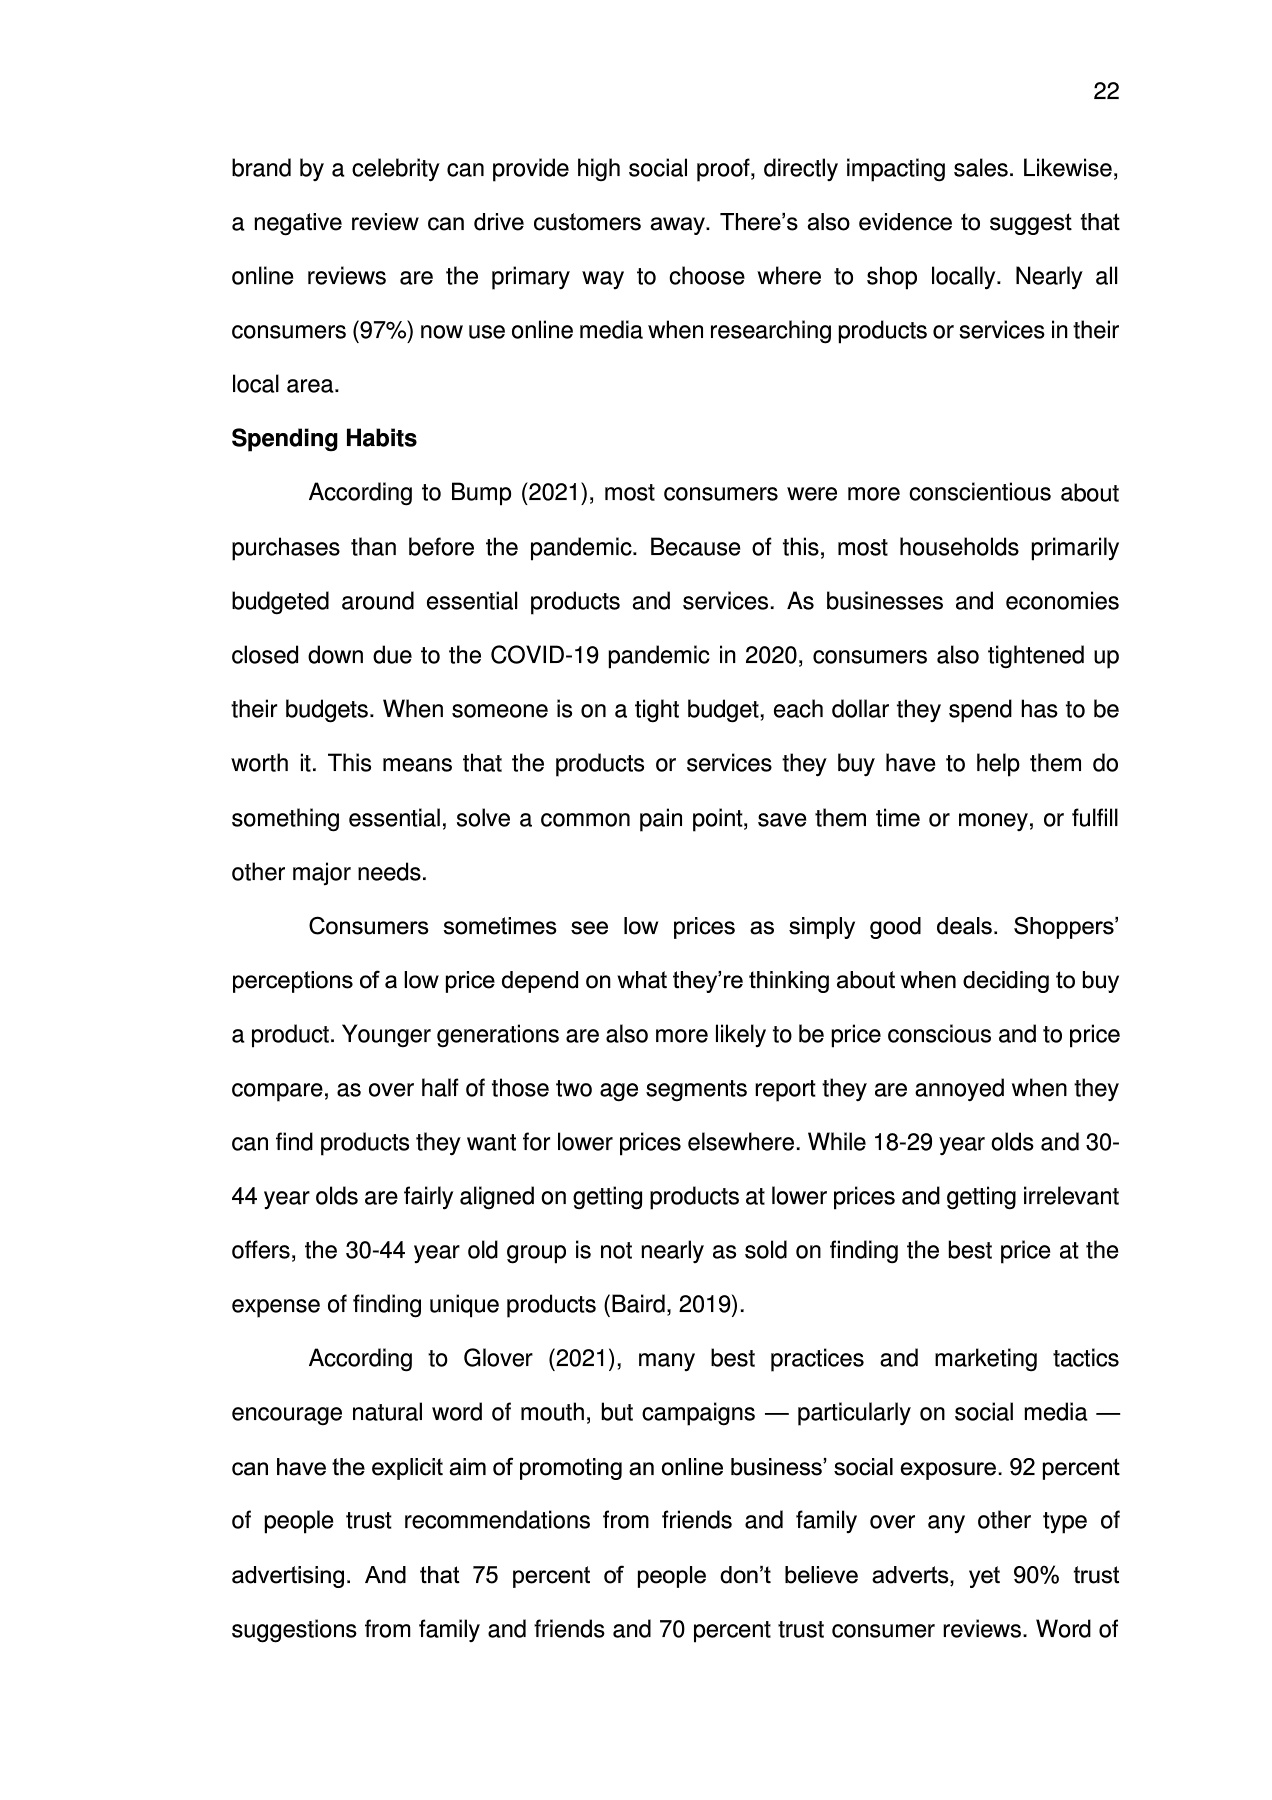 22
brand by a celebrity can provide high social proof, directly impacting sales. Likewise,
a negative review can drive customers away. There’s also evidence to suggest that
online reviews are the primary way to choose where to shop locally. Nearly all
consumers (97%) now use online media when researching products or services in their
local area.
Spending Habits
According to Bump (2021), most consumers were more conscientious about
purchases than before the pandemic. Because of this, most households primarily
budgeted around essential products and services. As businesses and economies
closed down due to the COVID-19 pandemic in 2020, consumers also tightened up
their budgets. When someone is on a tight budget, each dollar they spend has to be
worth it. This means that the products or services they buy have to help them do
something essential, solve a common pain point, save them time or money, or fulfill
other major needs.
Consumers sometimes see low prices as simply good deals. Shoppers’
perceptions of a low price depend on what they’re thinking about when deciding to buy
a product. Younger generations are also more likely to be price conscious and to price
compare, as over half of those two age segments report they are annoyed when they
can find products they want for lower prices elsewhere. While 18-29 year olds and 30-
44 year olds are fairly aligned on getting products at lower prices and getting irrelevant
offers, the 30-44 year old group is not nearly as sold on finding the best price at the
expense of finding unique products (Baird, 2019).
According to Glover (2021), many best practices and marketing tactics
encourage natural word of mouth, but campaigns — particularly on social media —
can have the explicit aim of promoting an online business’ social exposure. 92 percent
of people trust recommendations from friends and family over any other type of
advertising. And that 75 percent of people don’t believe adverts, yet 90% trust
suggestions from family and friends and 70 percent trust consumer reviews. Word of